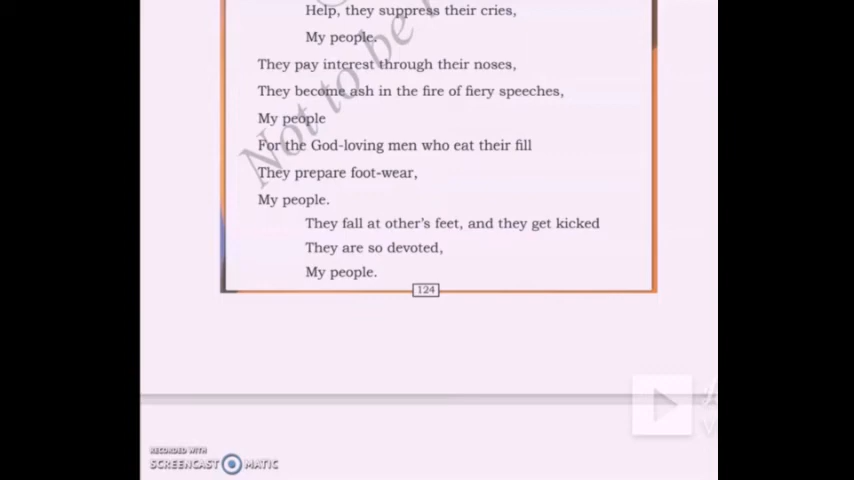 Help, they suppress their cries,
My people.
They pay interest through their noses,
They become ash in the fire of fiery speeches,
My people
For the God-loving men who eat their fill
They prepare foot-wear,
My people.
They fall at other's feet, and they get kicked
They are so devoted,
My people.
124
Not to be
RECORDED WITH
SCREENCAST MATIC